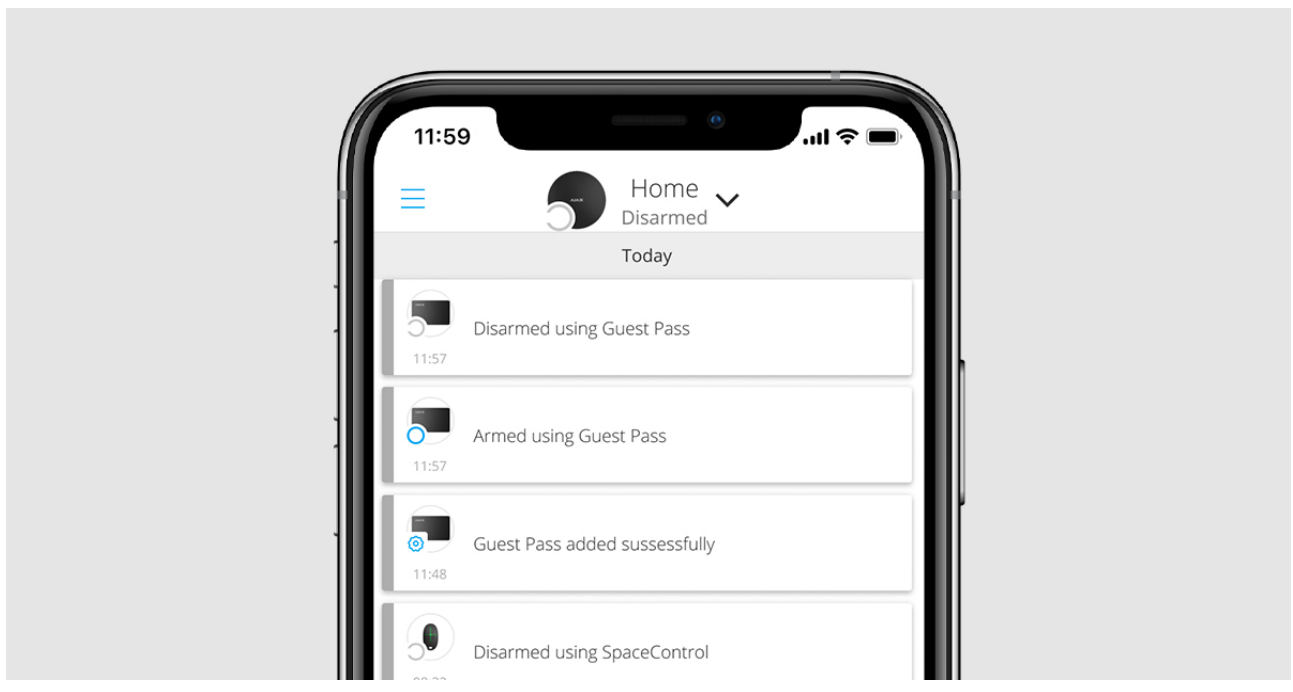 11:59
Home
Disarmed
Today
Disarmed using Guest Pass
11:57
Armed using Guest Pass
11:57
Guest Pass added sussessfully
11:48
Disarmed using SpaceControl